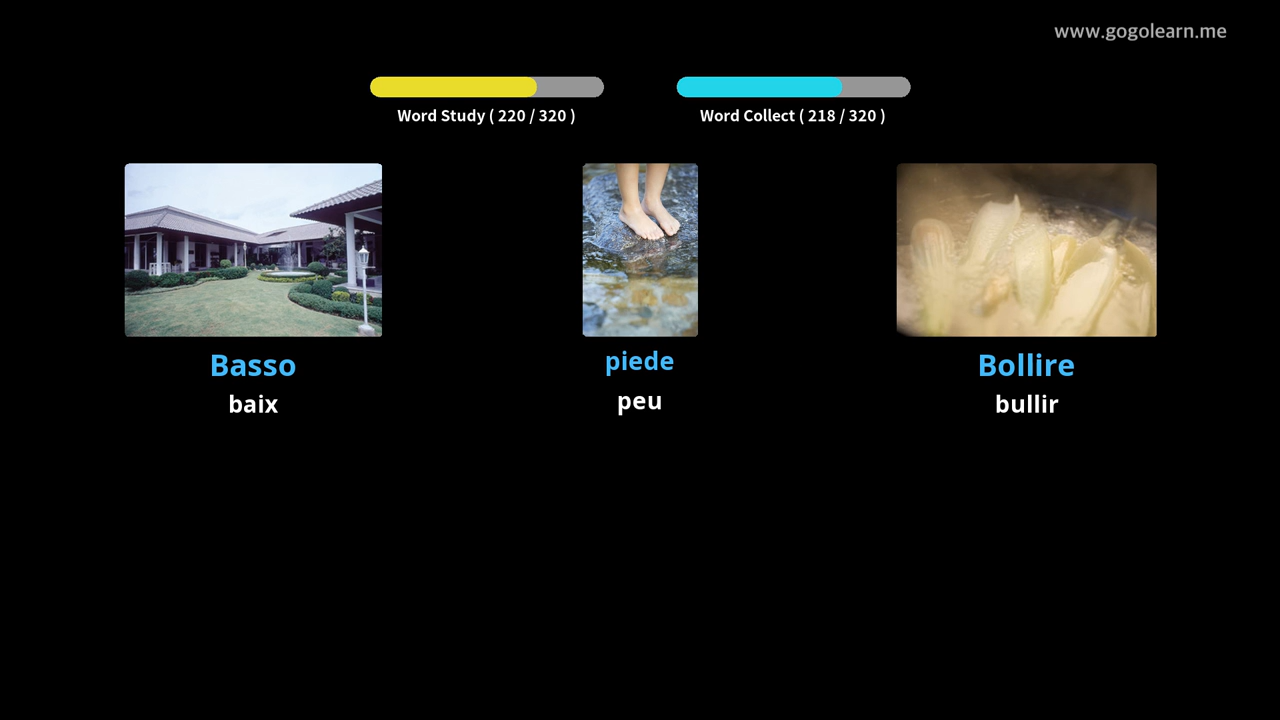 www.gogolearn.me
Word Study ( 220 / 320 )
Word Collect ( 218 / 320 )
Basso
baix
piede
peu
Bollire
bullir